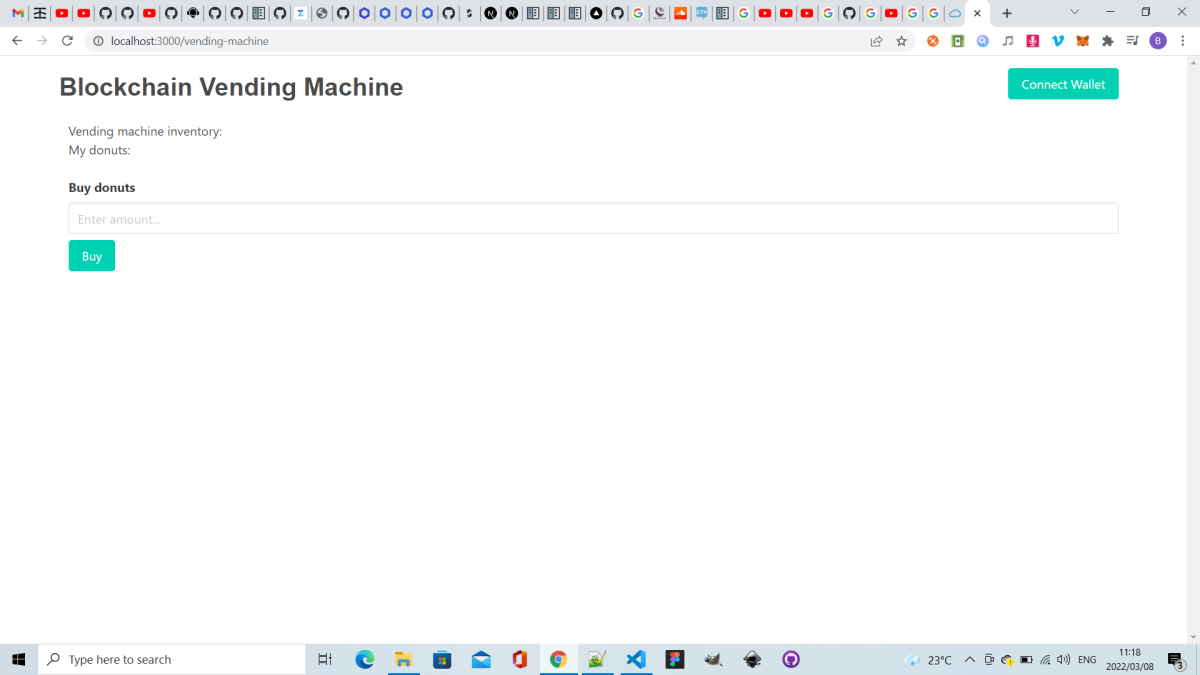 localhost:3000/vending-machine
B
Blockchain Vending Machine
Connect Wallet
Vending machine inventory:
My donuts:
Buy donuts
Enter amount...
Buy
Type here to search
23°C
ENG
11:18
2022/03/08
3